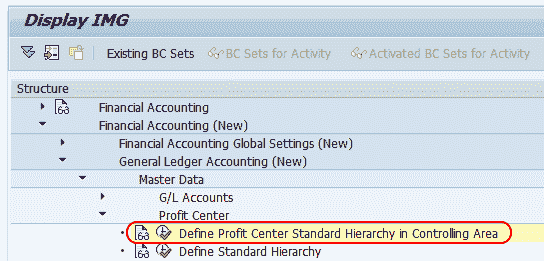 Display IMG
Existing BC Sets BC Sets for Activity Activated BC Sets for Activity
Structure
Financial Accounting
Financial Accounting (New)
Financial Accounting Global Settings (New)
General Ledger Accounting (New)
Master Data
G/L Accounts
Profit Center
Define Profit Center Standard Hierarchy in Controlling Area
Define Standard Hierarchy